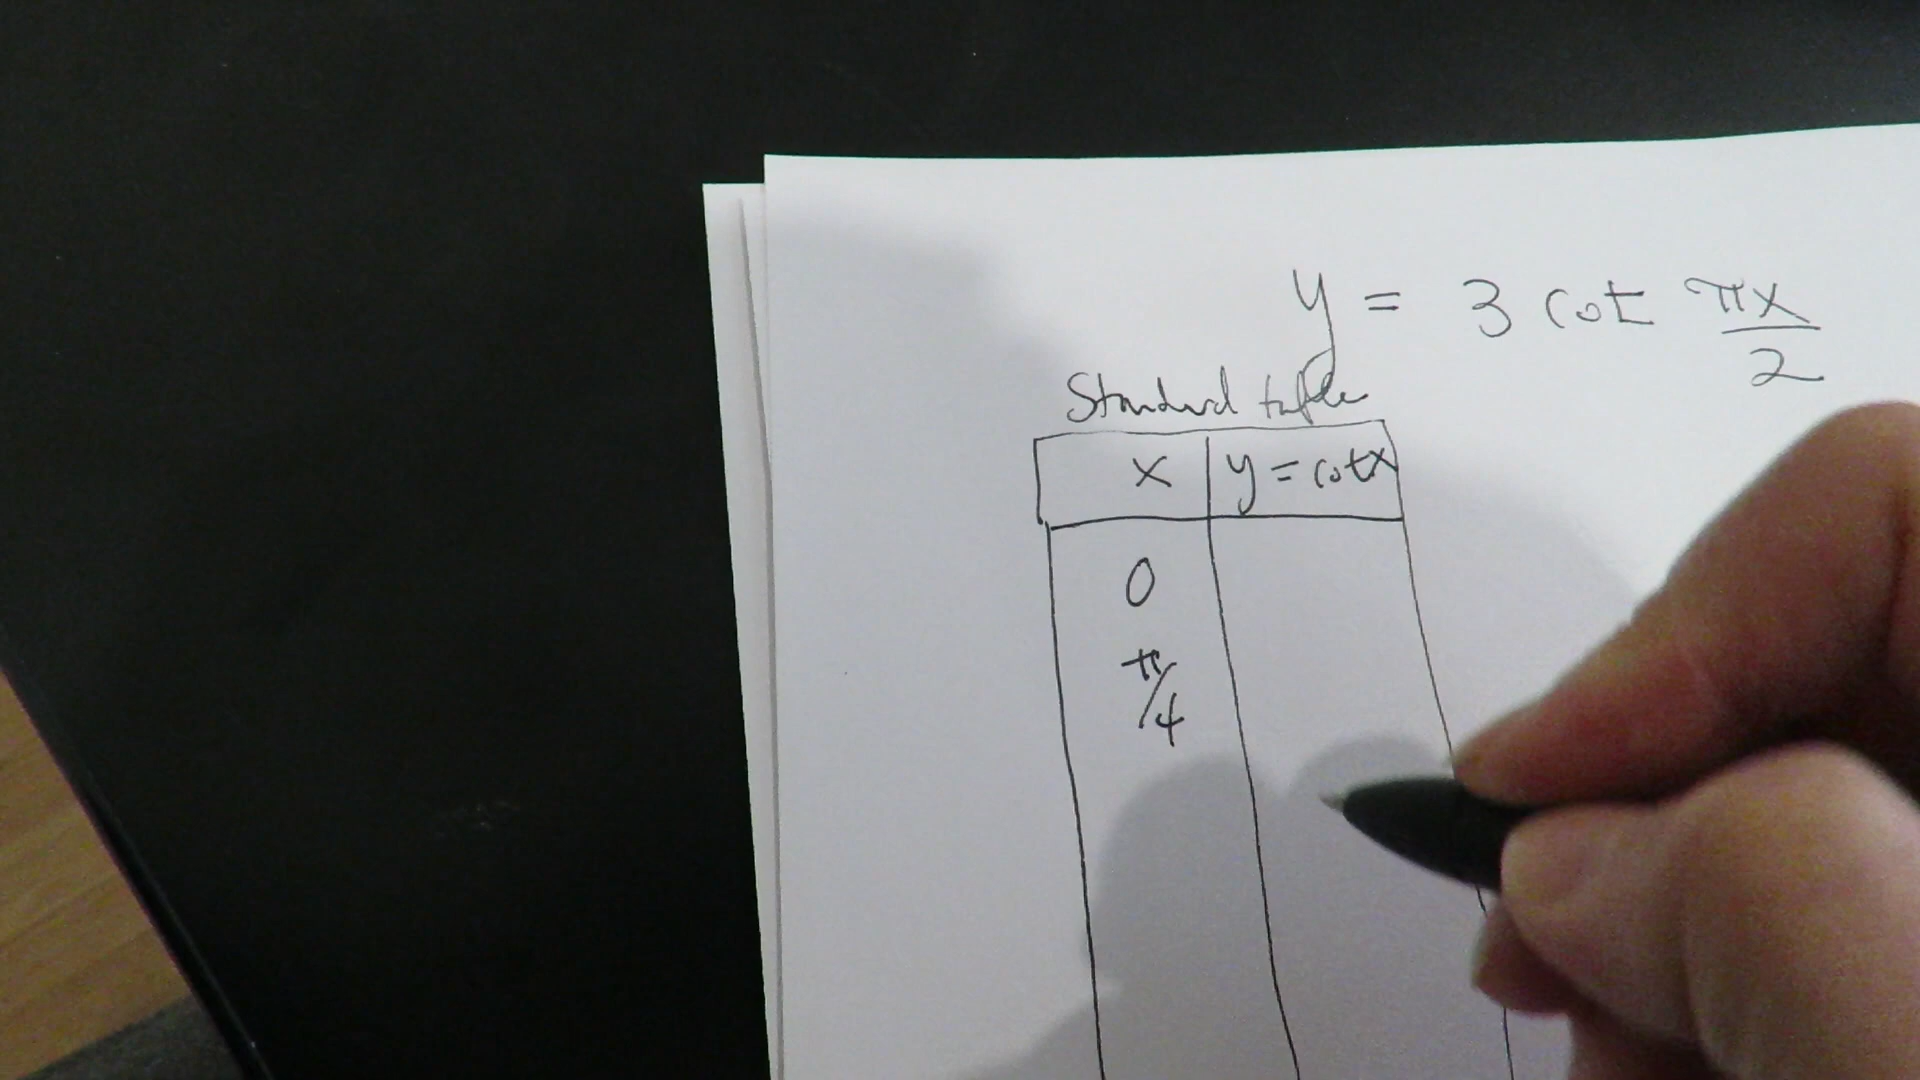 y = 3 cot πx/2
Standard table
x | y = cot x
0
π/4